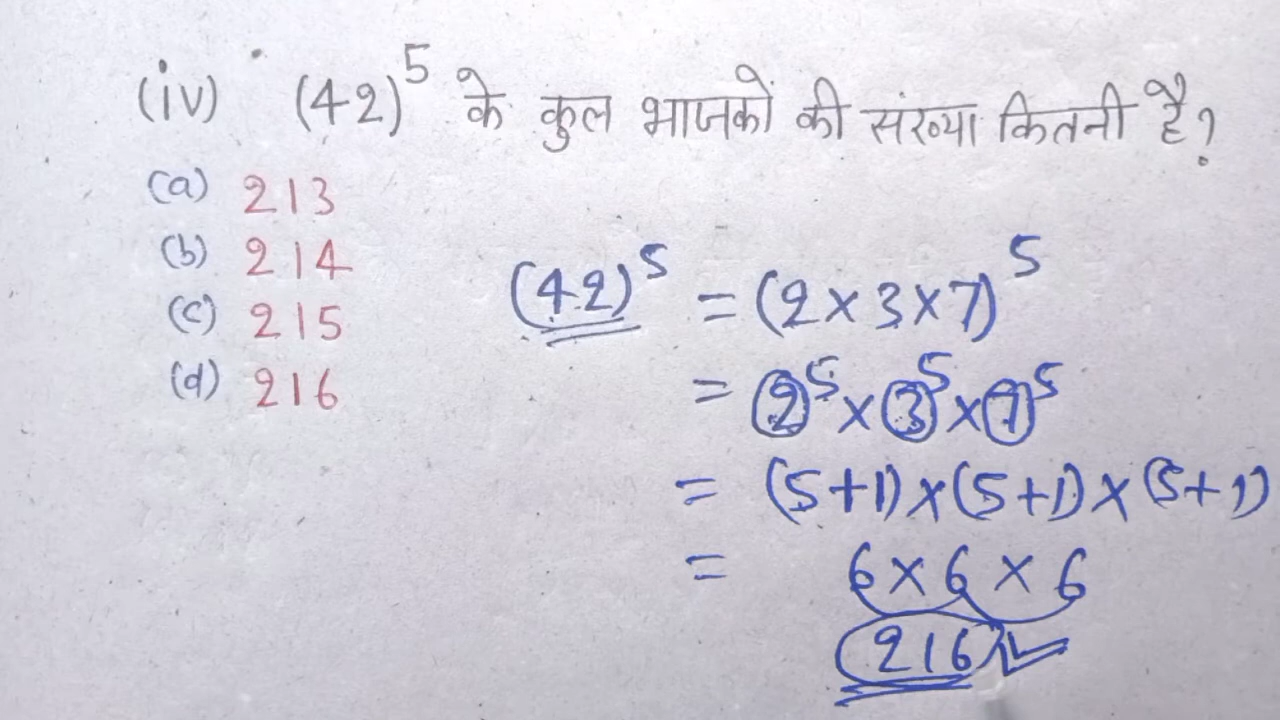 (iv) (42)⁵ के कुल भाजकों की संख्या कितनी है?
(a) 213
(b) 214
(c) 215
(d) 216
(42)⁵ = (2×3×7)⁵
= 2⁵×3⁵×7⁵
= (5+1)×(5+1)×(5+1)
= 6×6×6
216